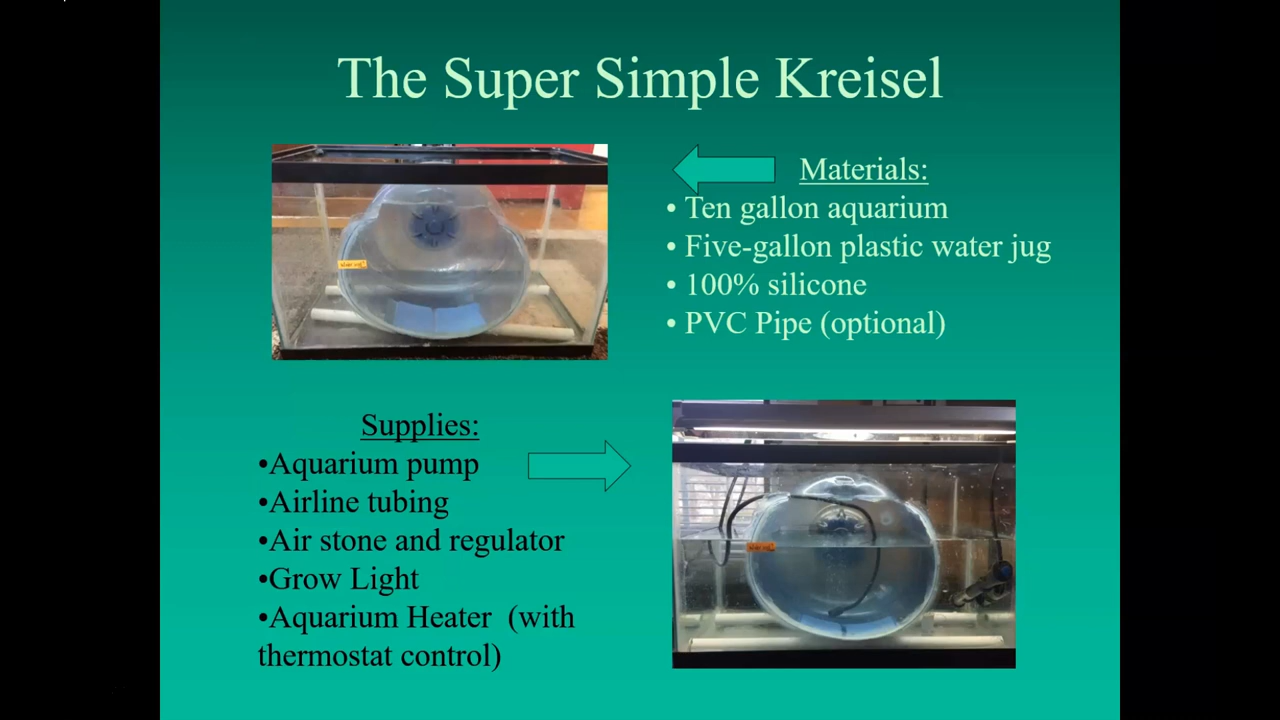 The Super Simple Kreisel
Materials:
• Ten gallon aquarium
• Five-gallon plastic water jug
• 100% silicone
• PVC Pipe (optional)
Supplies:
•Aquarium pump
•Airline tubing
•Air stone and regulator
•Grow Light
•Aquarium Heater (with
thermostat control)